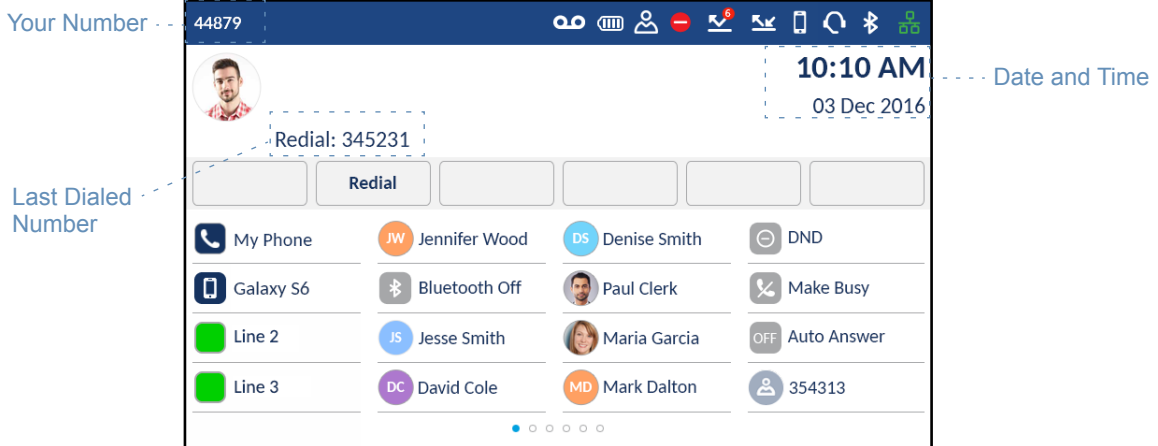 Your Number
44879
6
10:10 AM
03 Dec 2016
Date and Time
Redial: 345231
Last Dialed
Number
Redial
My Phone
JW Jennifer Wood
DS Denise Smith
DND
Galaxy S6
Bluetooth Off
Paul Clerk
Make Busy
Line 2
JS Jesse Smith
Maria Garcia
OFF Auto Answer
Line 3
DC David Cole
MD Mark Dalton
354313